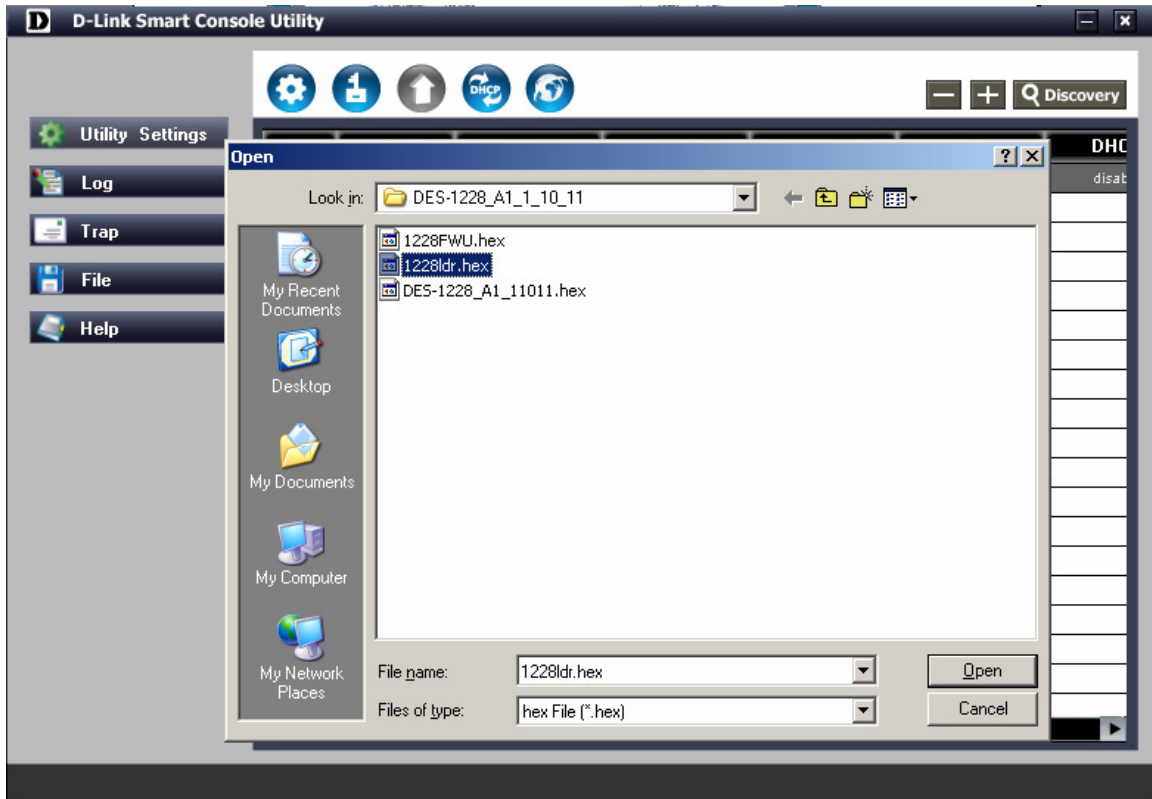 D D-Link Smart Console Utility
DHCP
Discovery
Utility Settings
Log
Trap
File
Help
DHC
disab
Open
Look in: DES-1228_A1_1_10_11
1228FWU.hex
1228ldr.hex
DES-1228_A1_11011.hex
My Recent
Documents
Desktop
My Documents
My Computer
My Network
Places
File name: 1228ldr.hex Open
Files of type: hex File (*.hex) Cancel